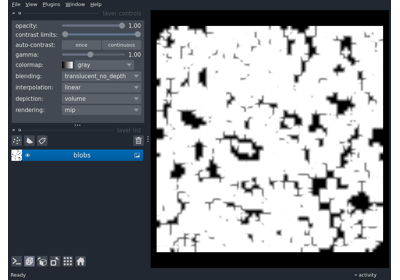 File View Plugins Window Help
layer controls
opacity: 1.00
contrast limits:
auto-contrast: once continuous
gamma: 1.00
colormap: gray
blending: translucent_no_depth
interpolation: linear
depiction: volume
rendering: mip
layer list
blobs
Ready activity